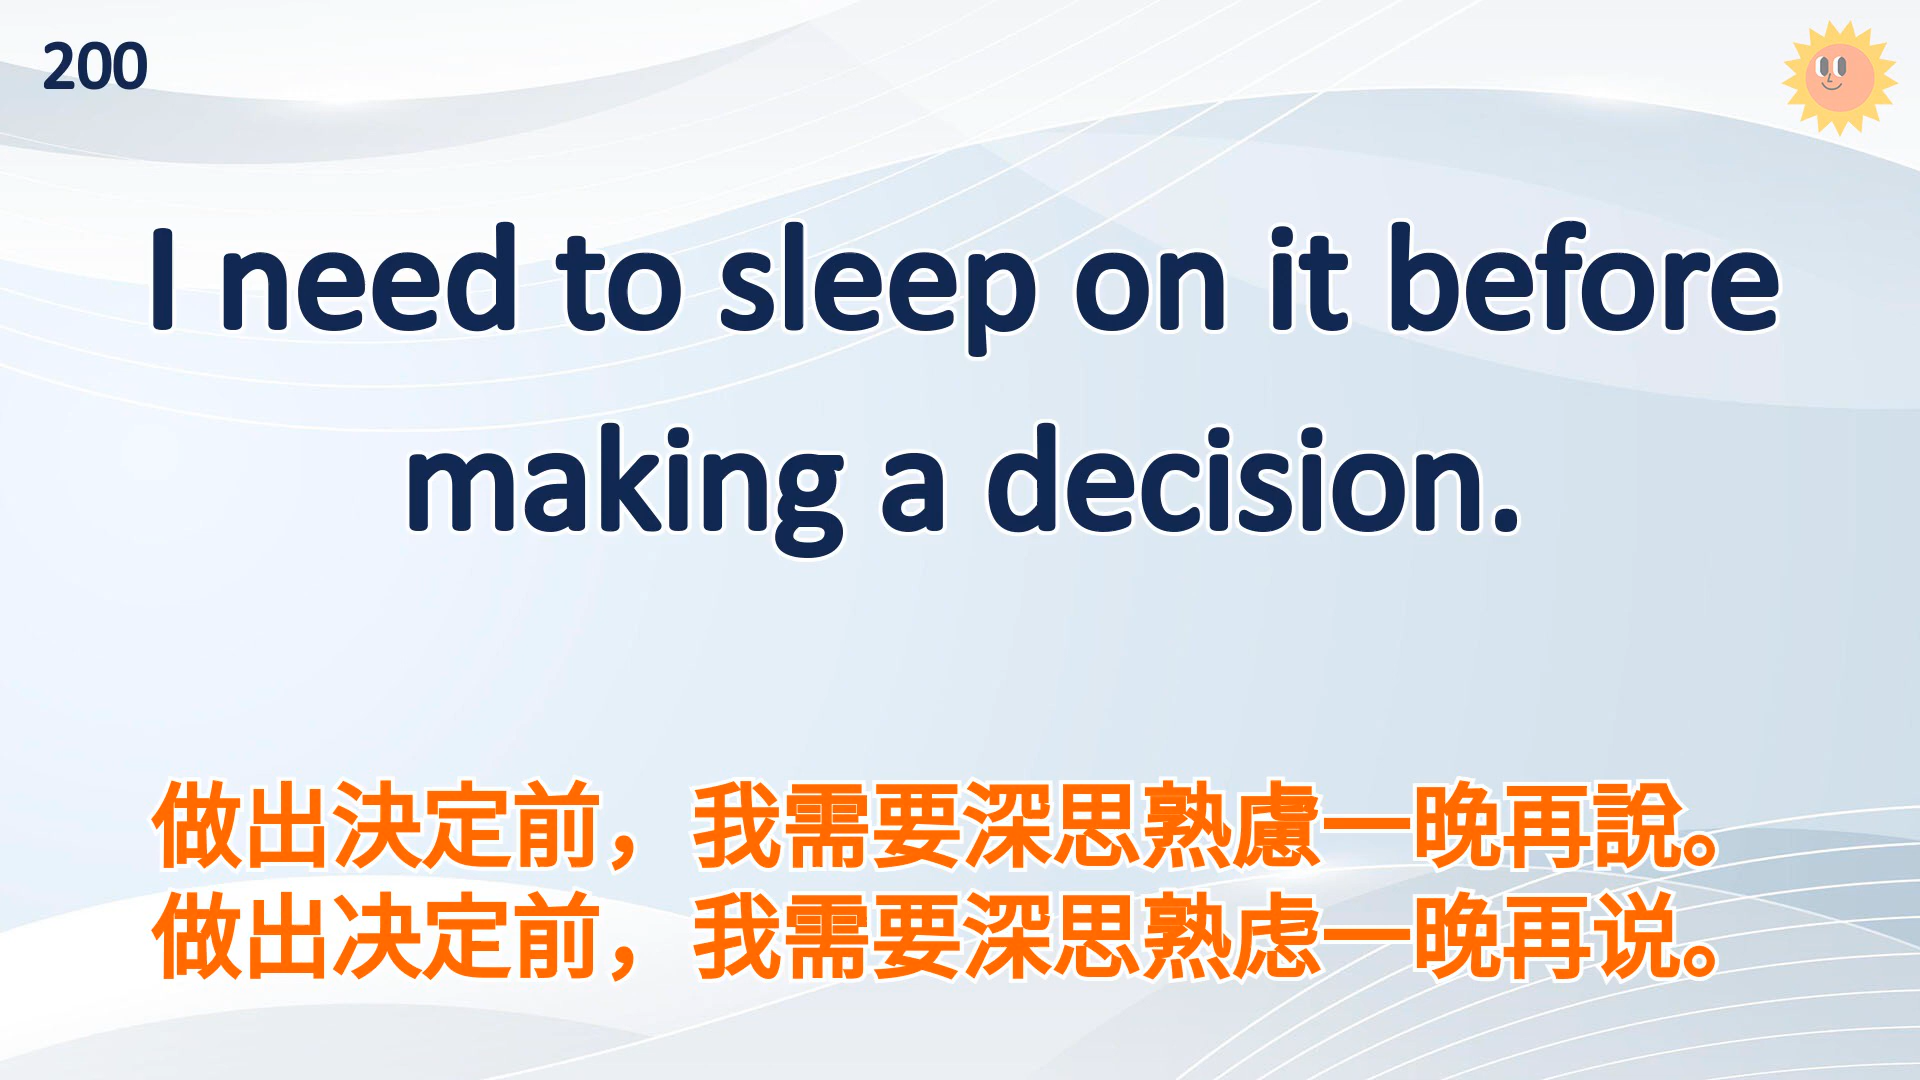 200
I need to sleep on it before
making a decision.
做出決定前，我需要深思熟慮一晚再說。
做出决定前，我需要深思熟虑一晚再说。